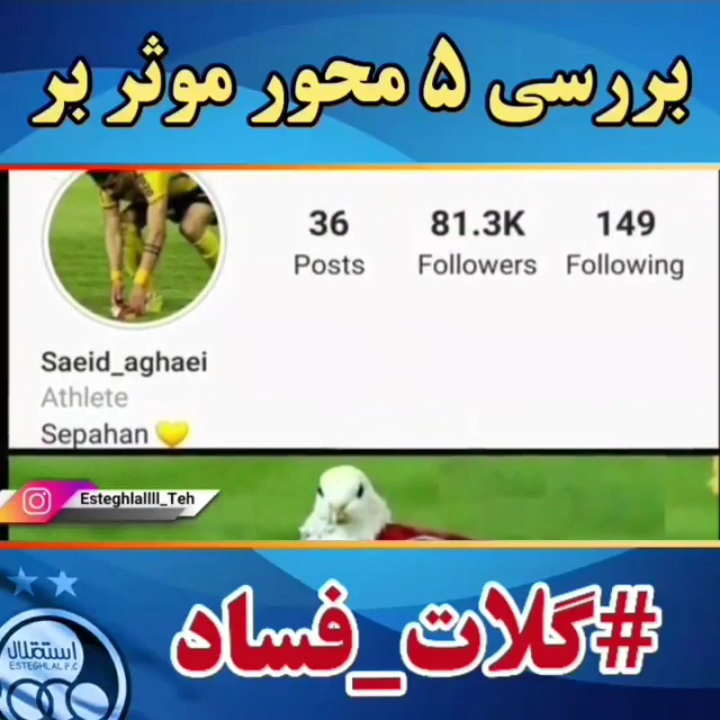 بررسی ۵ محور موثر بر
36 81.3K 149
Posts Followers Following
Saeid_aghaei
Athlete
Sepahan 💛
Esteghlallll_Teh
#گلات_فساد
استقلال
ESTEGHLAL F.C